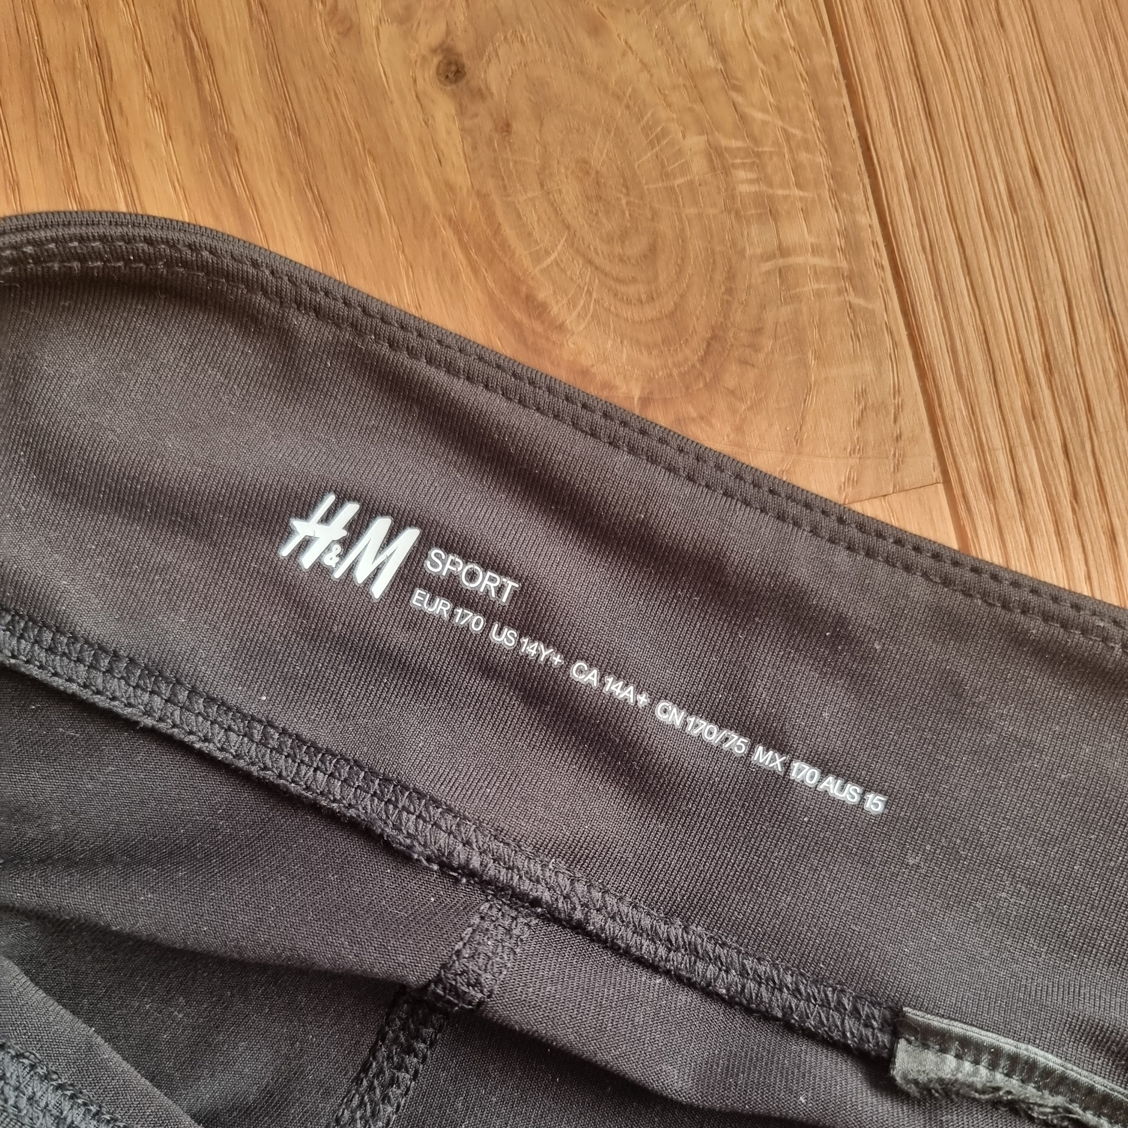 H&M SPORT
EUR 170 US 14Y+ CA 14A+ CN 170/75 MX 170 AUS 15